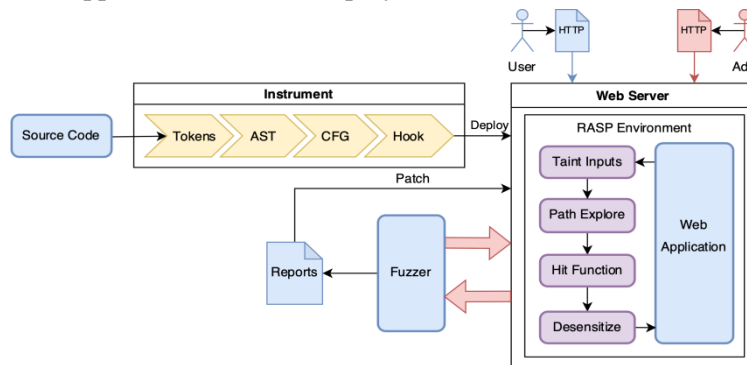 HTTP
HTTP
User
Instrument
Web Server
Source Code
Tokens
AST
CFG
Hook
Deploy
RASP Environment
Taint Inputs
Patch
Path Explore
Web
Application
Reports
Fuzzer
Hit Function
Desensitize